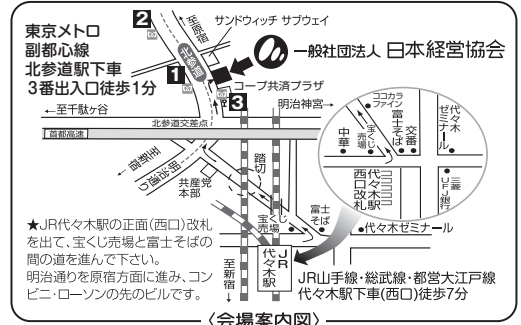 東京メトロ
副都心線
北参道駅下車
3番出入口徒歩1分
2
至原宿
サンドウィッチ サブウェイ
北参道
一般社団法人 日本経営協会
1
コープ共済プラザ
3
←至千駄ヶ谷
明治神宮→
北参道交差点
首都高速
至新宿
明治通り
共産党
本部
踏切
宝くじ
売場
富士
そば
代々木ゼミナール
JR
代々木駅
至新宿
ココカラ
ファイン
中華
宝くじ
売場
富士そば
交番
代々木
ゼミナール
代々木駅
西口改札
三菱
UFJ銀行
★JR代々木駅の正面(西口)改札
を出て、宝くじ売場と富士そばの
間の道を進んで下さい。
明治通りを原宿方面に進み、コン
ビニ・ローソンの先のビルです。
JR山手線・総武線・都営大江戸線
代々木駅下車(西口)徒歩7分
〈会場案内図〉